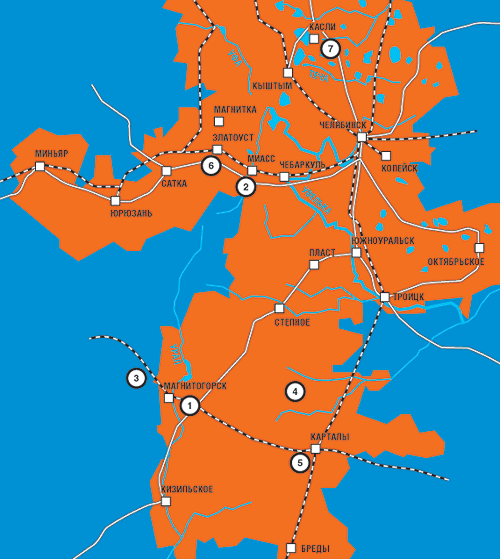 КАСЛИ
7
КЫШТЫМ
МАГНИТКА
ЧЕЛЯБИНСК
ЗЛАТОУСТ
МИНЬЯР
МИАСС
ЧЕБАРКУЛЬ
КОПЕЙСК
6
САТКА
2
ЮРЮЗАНЬ
ЮЖНОУРАЛЬСК
ПЛАСТ
ОКТЯБРЬСКОЕ
ТРОИЦК
СТЕПНОЕ
3
МАГНИТОГОРСК
4
1
КАРТАЛЫ
5
КИЗИЛЬСКОЕ
БРЕДЫ